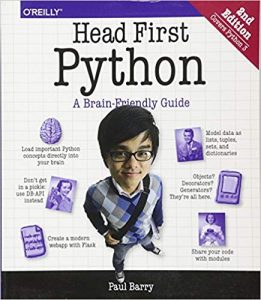 O'REILLY®
2nd Edition
Covers Python 3
Head First
Python
A Brain-Friendly Guide
Load important Python
concepts directly into your
brain
Model data as
lists, tuples,
sets, and
dictionaries
Don't get
in a pickle:
use DB-API
instead
Objects?
Decorators?
Generators?
They're all here.
Create a modern
webapp with Flask
Share your code
with modules
Paul Barry